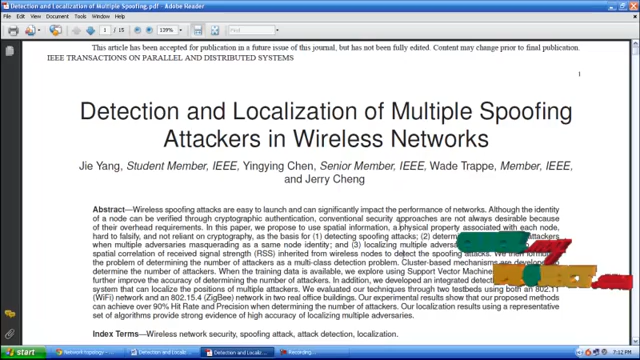 Detection and Localization of Multiple Spoofing.pdf - Adobe Reader
File Edit View Document Tools Window Help
1 / 15 139% Find
This article has been accepted for publication in a future issue of this journal, but has not been fully edited. Content may change prior to final publication.
IEEE TRANSACTIONS ON PARALLEL AND DISTRIBUTED SYSTEMS
1
Detection and Localization of Multiple Spoofing
Attackers in Wireless Networks
Jie Yang, Student Member, IEEE, Yingying Chen, Senior Member, IEEE, Wade Trappe, Member, IEEE,
and Jerry Cheng
Abstract—Wireless spoofing attacks are easy to launch and can significantly impact the performance of networks. Although the identity
of a node can be verified through cryptographic authentication, conventional security approaches are not always desirable because
of their overhead requirements. In this paper, we propose to use spatial information, a physical property associated with each node,
hard to falsify, and not reliant on cryptography, as the basis for (1) detecting spoofing attacks; (2) determ attackers
when multiple adversaries masquerading as a same node identity; and (3) localizing multiple adversa
spatial correlation of received signal strength (RSS) inherited from wireless nodes to detect the spoofing attacks. We then form
the problem of determining the number of attackers as a multi-class detection problem. Cluster-based mechanisms are develope
determine the number of attackers. When the training data is available, we explore using Support Vector Machine
further improve the accuracy of determining the number of attackers. In addition, we developed an integrated detec
system that can localize the positions of multiple attackers. We evaluated our techniques through two testbeds using both an 802.11
(WiFi) network and an 802.15.4 (ZigBee) network in two real office buildings. Our experimental results show that our proposed methods
can achieve over 90% Hit Rate and Precision when determining the number of attackers. Our localization results using a representative
set of algorithms provide strong evidence of high accuracy of localizing multiple adversaries.
Index Terms—Wireless network security, spoofing attack, attack detection, localization.
start Network topology - ... Detection and Locali... Detection and Locali... Recording... 7:12 PM